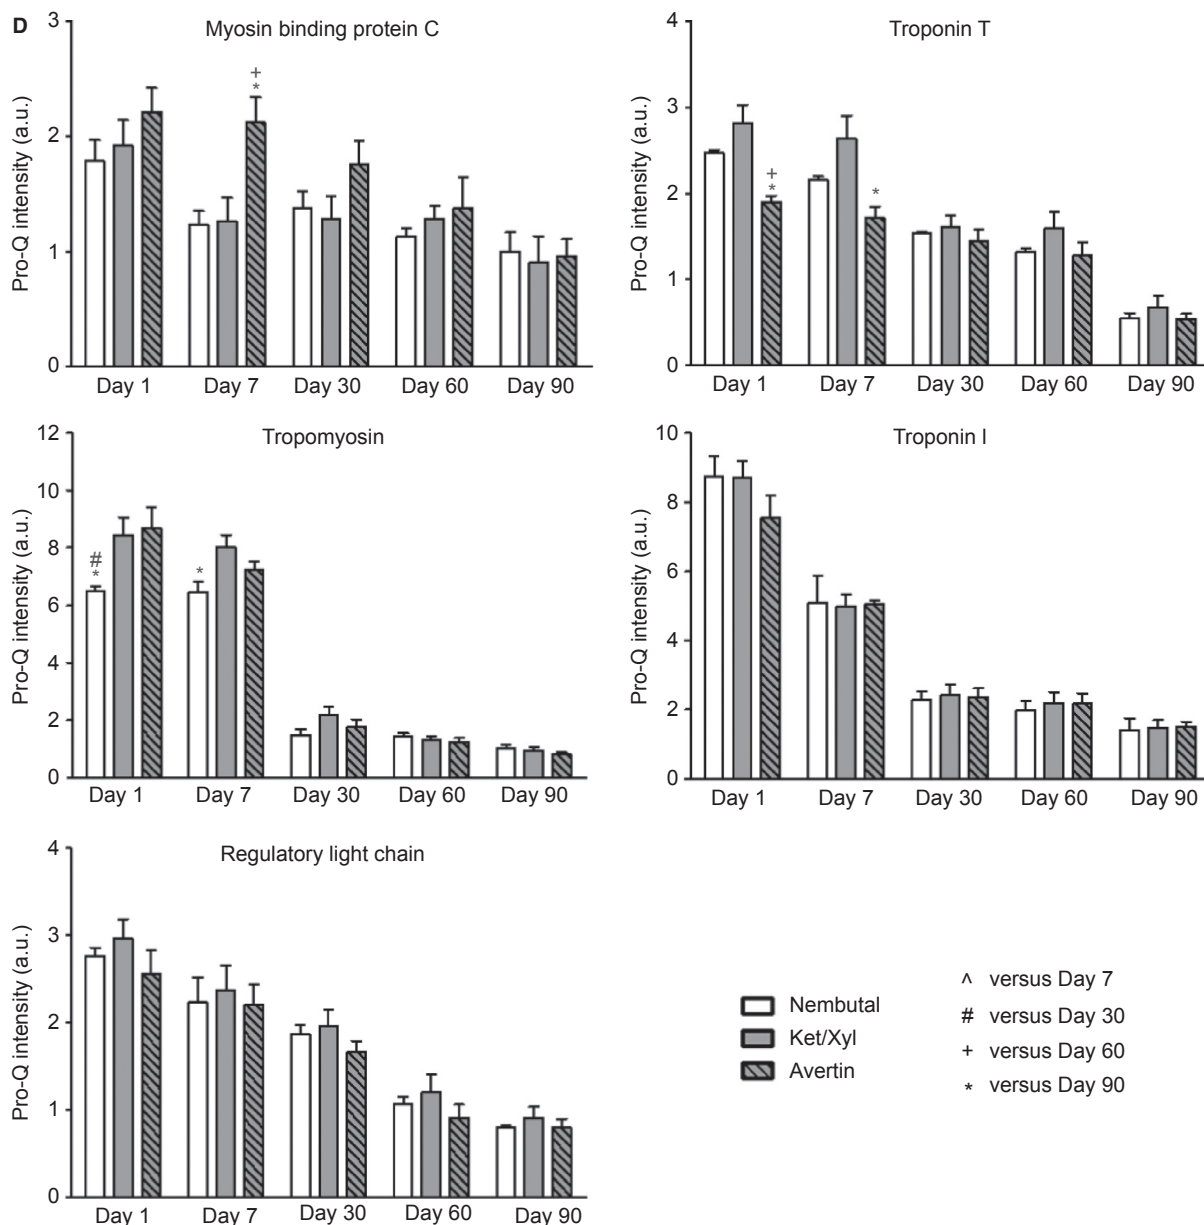 D
Myosin binding protein C
Pro-Q intensity (a.u.)
3
2
1
0
+
*
Day 1 Day 7 Day 30 Day 60 Day 90
Troponin T
Pro-Q intensity (a.u.)
4
3
2
1
0
+
*
*
Day 1 Day 7 Day 30 Day 60 Day 90
Tropomyosin
Pro-Q intensity (a.u.)
12
10
8
6
4
2
0
#
*
*
Day 1 Day 7 Day 30 Day 60 Day 90
Troponin I
Pro-Q intensity (a.u.)
10
8
6
4
2
0
Day 1 Day 7 Day 30 Day 60 Day 90
Regulatory light chain
Pro-Q intensity (a.u.)
4
3
2
1
0
Day 1 Day 7 Day 30 Day 60 Day 90
Nembutal
Ket/Xyl
Avertin
^ versus Day 7
# versus Day 30
+ versus Day 60
* versus Day 90